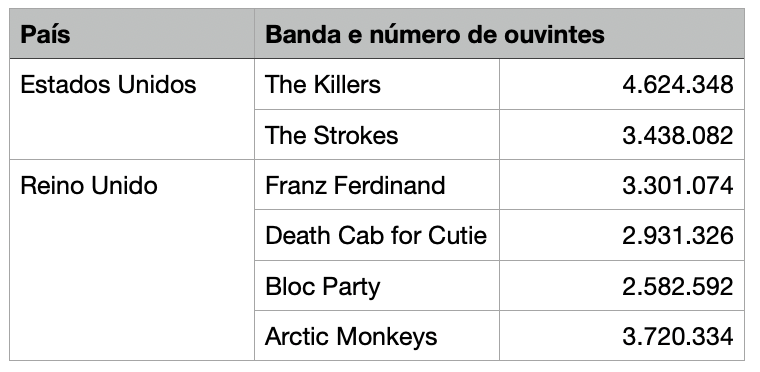 País Banda e número de ouvintes
Estados Unidos The Killers 4.624.348
The Strokes 3.438.082
Reino Unido Franz Ferdinand 3.301.074
Death Cab for Cutie 2.931.326
Bloc Party 2.582.592
Arctic Monkeys 3.720.334